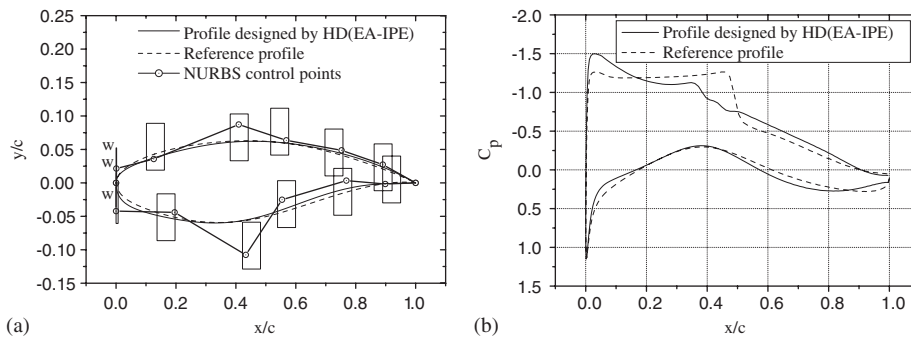 0.25
0.20
0.15
0.10
0.05
0.00
-0.05
-0.10
-0.15
y/c
Profile designed by HD(EA-IPE)
Reference profile
NURBS control points
w
w
w
0.0 0.2 0.4 0.6 0.8 1.0
x/c
(a)
-2.0
-1.5
-1.0
-0.5
0.0
0.5
1.0
1.5
Cp
Profile designed by HD(EA-IPE)
Reference profile
0.0 0.2 0.4 0.6 0.8 1.0
x/c
(b)